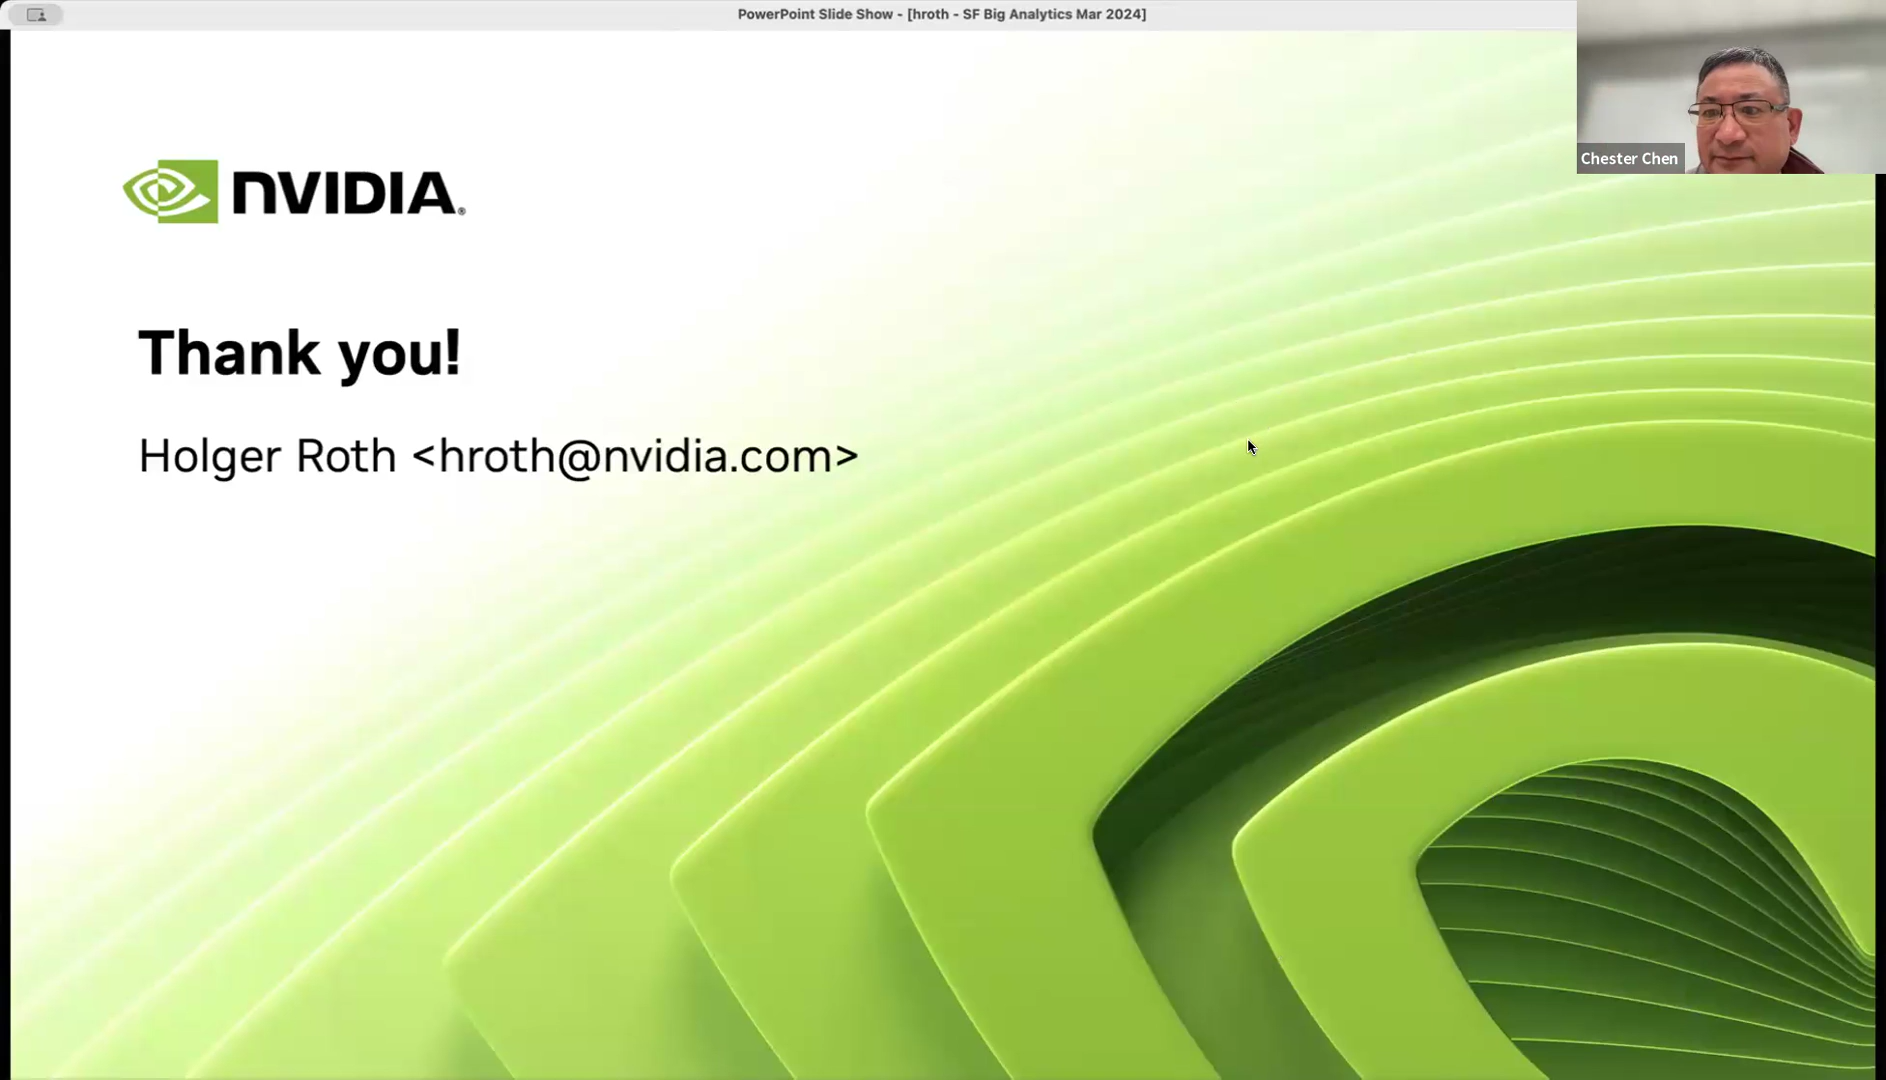 PowerPoint Slide Show - [hroth - SF Big Analytics Mar 2024]
Chester Chen
NVIDIA®
Thank you!
Holger Roth <hroth@nvidia.com>